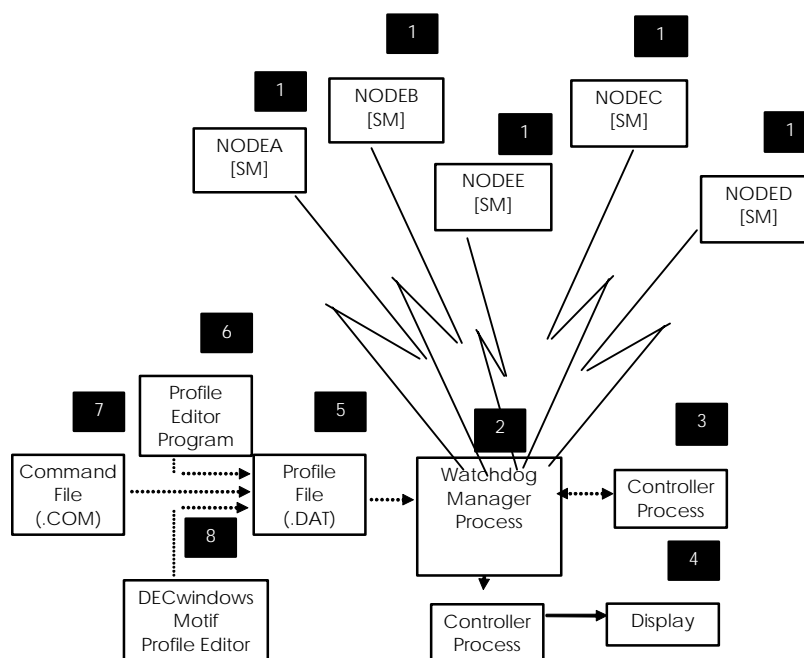 1
NODEB
[SM]
1
NODEC
[SM]
1
NODEA
[SM]
1
NODEE
[SM]
1
NODED
[SM]
6
Profile
Editor
Program
7
Command
File
(.COM)
5
Profile
File
(.DAT)
2
Watchdog
Manager
Process
3
Controller
Process
8
DECwindows
Motif
Profile Editor
Controller
Process
4
Display